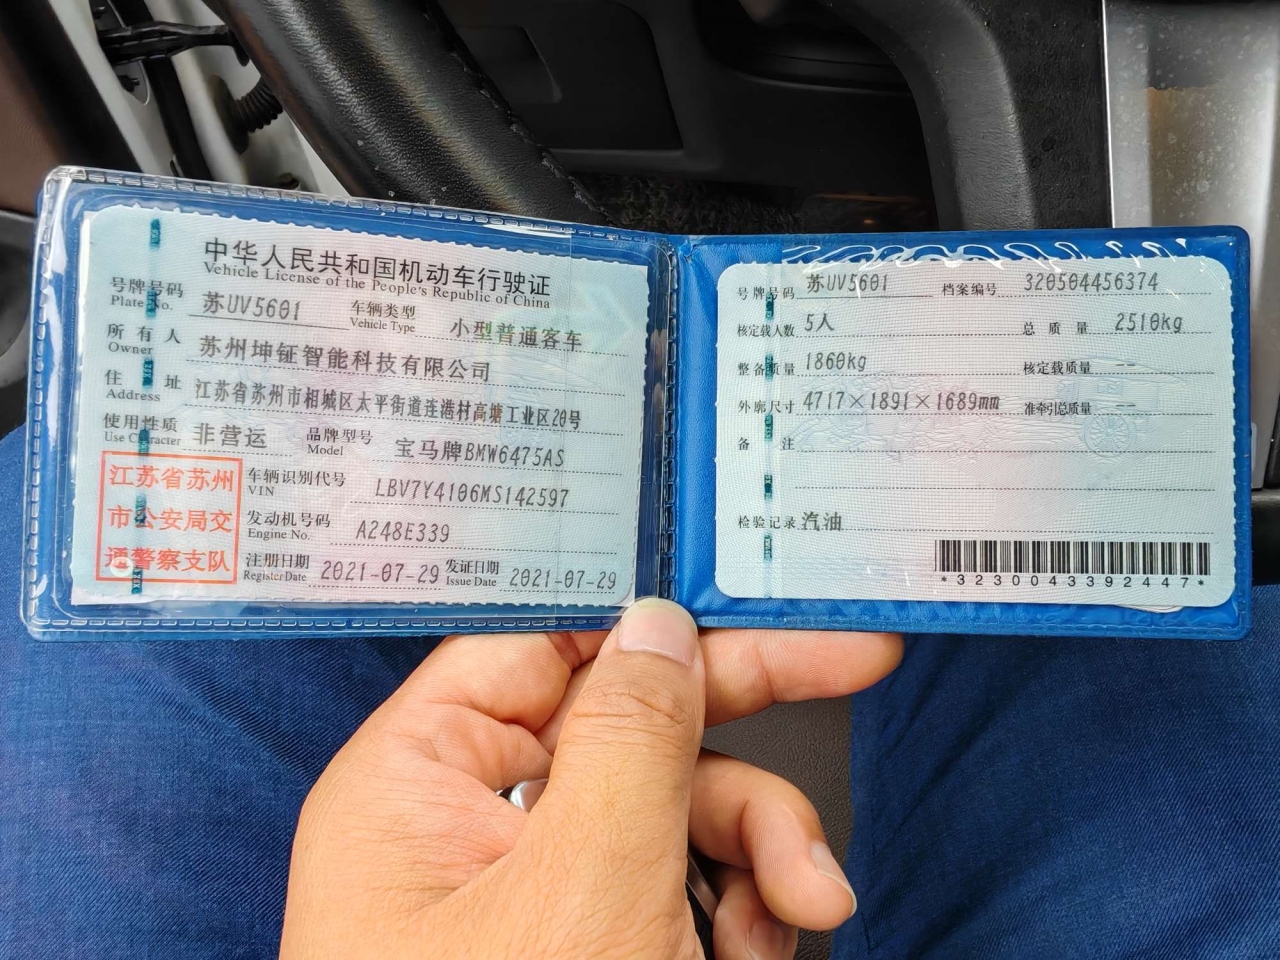 中华人民共和国机动车行驶证
Vehicle License of the People's Republic of China
号牌号码 苏UV5601 车辆类型 小型普通客车
Plate No. Vehicle Type
所有人 苏州坤钲智能科技有限公司
Owner
住址 江苏省苏州市相城区太平街道莲港村高塘工业区20号
Address
使用性质 非营运 品牌型号 宝马牌BMW6475AS
Use Character Model
江苏省苏州
市公安局交
通警察支队
车辆识别代号 LBV7Y4106MS142597
VIN
发动机号码 A248E339
Engine No.
注册日期 2021-07-29 发证日期 2021-07-29
Register Date Issue Date
号牌号码 苏UV5601 档案编号 320504456374
核定载人数 5人 总质量 2510kg
整备质量 1860kg 核定载质量 --
外廓尺寸 4717×1891×1689mm 准牵引总质量 --
备注
检验记录 汽油
*3230043392447*